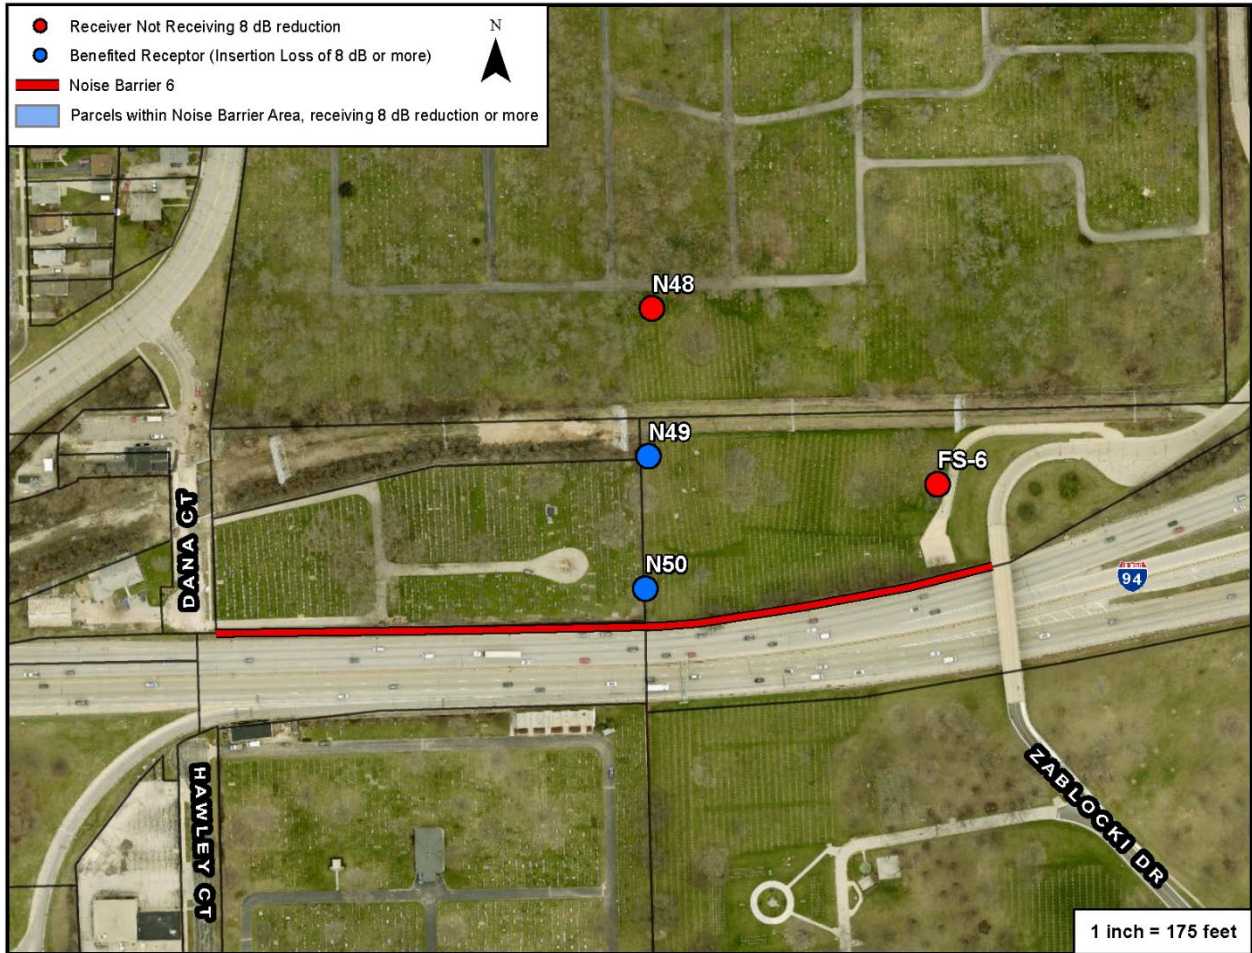 Receiver Not Receiving 8 dB reduction
N
Benefited Receptor (Insertion Loss of 8 dB or more)
Noise Barrier 6
Parcels within Noise Barrier Area, receiving 8 dB reduction or more
N48
N49
FS-6
DANA CT
N50
94
HAWLEY CT
ZABLOCKI DR
1 inch = 175 feet